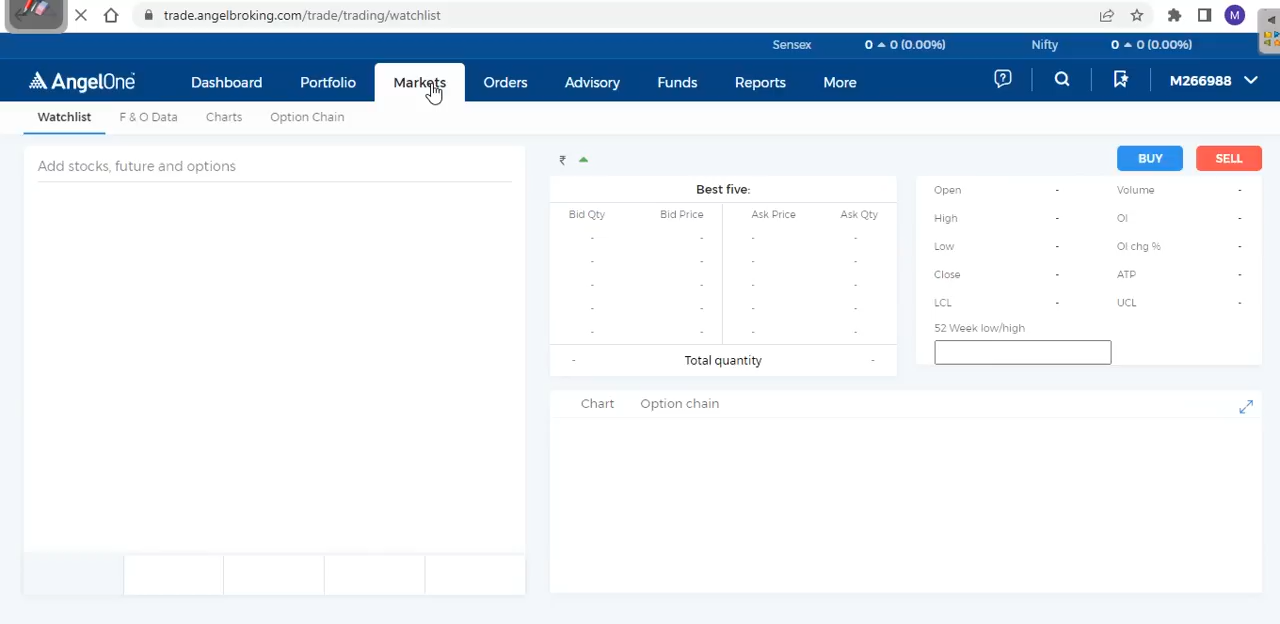 trade.angelbroking.com/trade/trading/watchlist
M
Sensex 0 0 (0.00%) Nifty 0 0 (0.00%)
AngelOne Dashboard Portfolio Markets Orders Advisory Funds Reports More M266988
Watchlist F & O Data Charts Option Chain
Add stocks, future and options
₹ BUY SELL
Best five:
Bid Qty Bid Price Ask Price Ask Qty
- - - -
- - - -
- - - -
- - - -
- - - -
- Total quantity -
Open - Volume -
High - OI -
Low - OI chg % -
Close - ATP -
LCL - UCL -
52 Week low/high
Chart Option chain